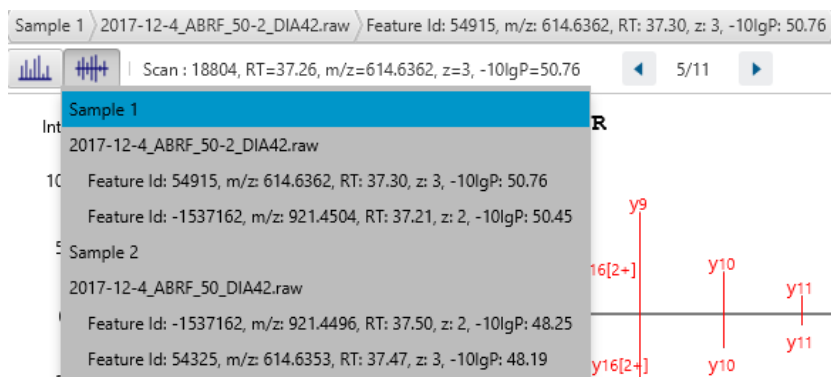 Sample 1 2017-12-4_ABRF_50-2_DIA42.raw Feature Id: 54915, m/z: 614.6362, RT: 37.30, z: 3, -10lgP: 50.76
Scan : 18804, RT=37.26, m/z=614.6362, z=3, -10lgP=50.76 5/11
Sample 1
Int R
2017-12-4_ABRF_50-2_DIA42.raw
10 Feature Id: 54915, m/z: 614.6362, RT: 37.30, z: 3, -10lgP: 50.76
Feature Id: -1537162, m/z: 921.4504, RT: 37.21, z: 2, -10lgP: 50.45
y9
5 Sample 2
16[2+] y10
2017-12-4_ABRF_50_DIA42.raw
y11
Feature Id: -1537162, m/z: 921.4496, RT: 37.50, z: 2, -10lgP: 48.25
y11
Feature Id: 54325, m/z: 614.6353, RT: 37.47, z: 3, -10lgP: 48.19
y16[2+] y10